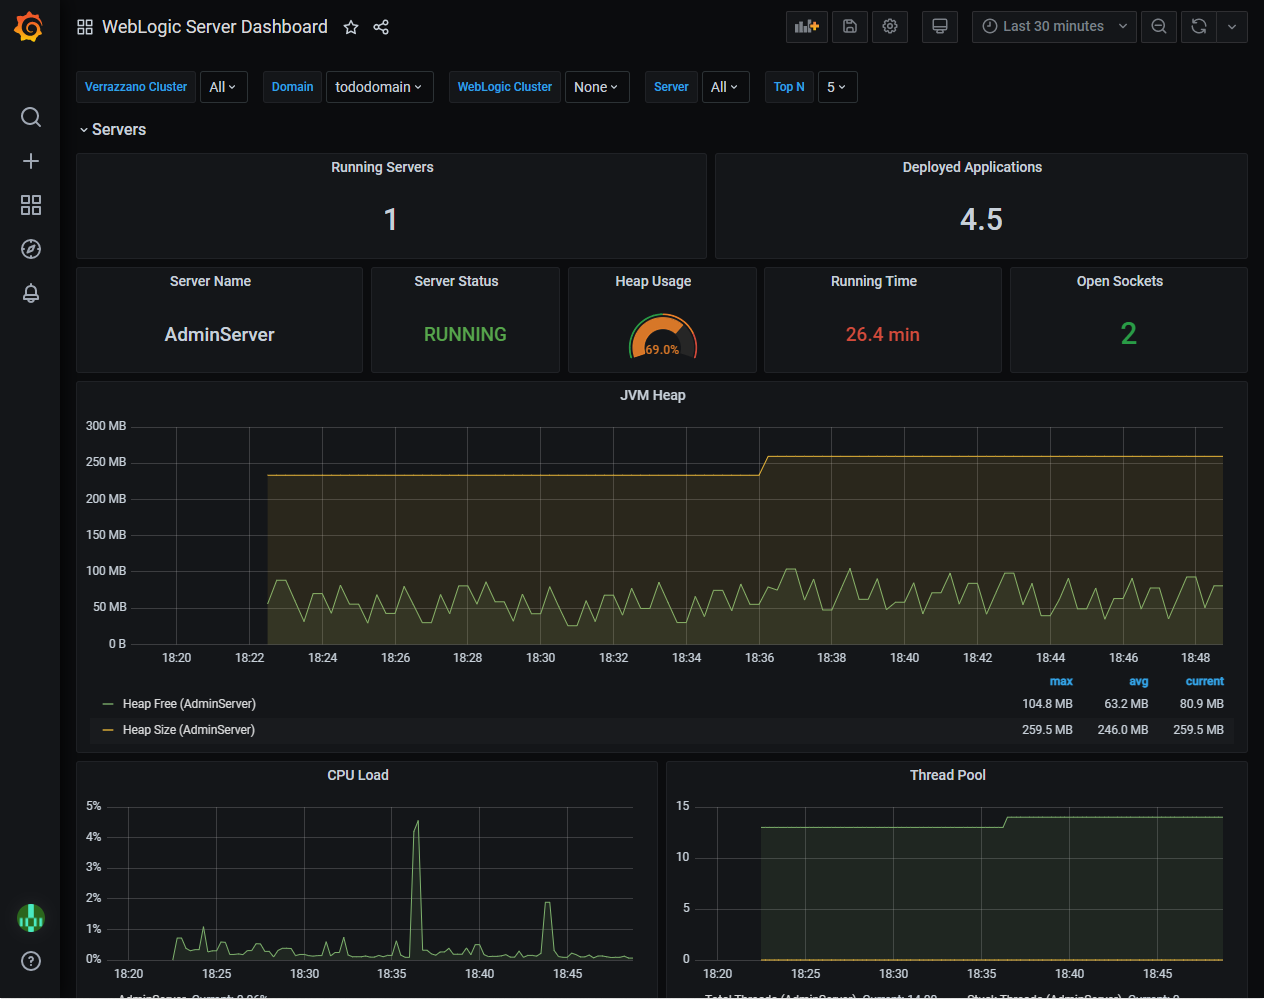 WebLogic Server Dashboard
Last 30 minutes
Verrazzano Cluster All Domain tododomain WebLogic Cluster None Server All Top N 5
Servers
Running Servers
1
Deployed Applications
4.5
Server Name
AdminServer
Server Status
RUNNING
Heap Usage
69.0%
Running Time
26.4 min
Open Sockets
2
JVM Heap
300 MB
250 MB
200 MB
150 MB
100 MB
50 MB
0 B
18:20 18:22 18:24 18:26 18:28 18:30 18:32 18:34 18:36 18:38 18:40 18:42 18:44 18:46 18:48
max avg current
Heap Free (AdminServer) 104.8 MB 63.2 MB 80.9 MB
Heap Size (AdminServer) 259.5 MB 246.0 MB 259.5 MB
CPU Load
5%
4%
3%
2%
1%
0%
18:20 18:25 18:30 18:35 18:40 18:45
Thread Pool
15
10
5
0
18:20 18:25 18:30 18:35 18:40 18:45